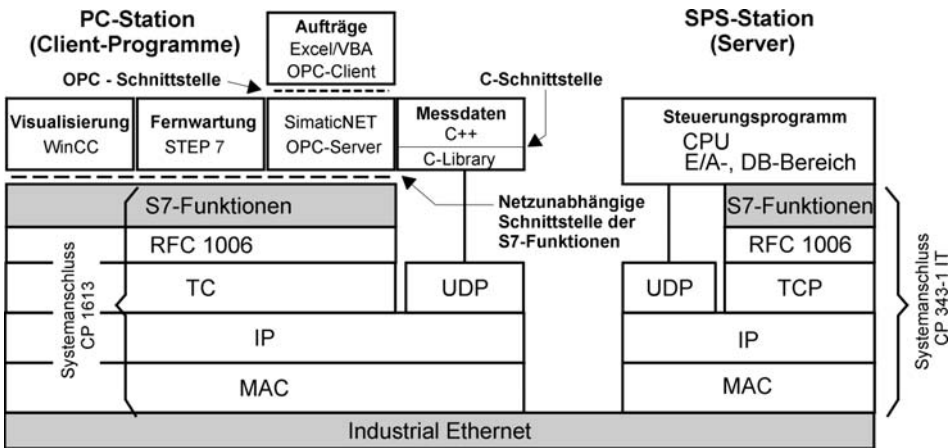 PC-Station
(Client-Programme)
Aufträge
Excel/VBA
OPC-Client
SPS-Station
(Server)
OPC - Schnittstelle
C-Schnittstelle
Visualisierung
WinCC
Fernwartung
STEP 7
SimaticNET
OPC-Server
Messdaten
C++
C-Library
Steuerungsprogramm
CPU
E/A-, DB-Bereich
Netzunabhängige
Schnittstelle der
S7-Funktionen
S7-Funktionen
RFC 1006
TC
UDP
IP
MAC
Systemanschluss
CP 1613
S7-Funktionen
RFC 1006
UDP
TCP
IP
MAC
Systemanschluss
CP 343-1 IT
Industrial Ethernet